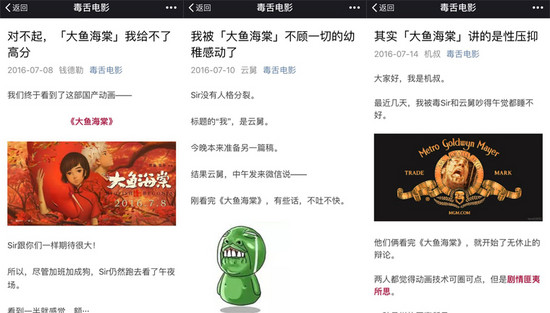 返回
毒舌电影
对不起,「大鱼海棠」我给不了
高分
2016-07-08 钱德勒 毒舌电影
我们终于看到了这部国产动画——
《大鱼海棠》
大鱼海棠
2016.7.8
Sir跟你们一样期待很大!
所以,尽管加班加成狗,Sir仍然跑去看了午夜
场。
看到一半就感觉,额…
返回
毒舌电影
我被「大鱼海棠」不顾一切的幼
稚感动了
2016-07-10 云舅 毒舌电影
Sir没有人格分裂。
标题的“我”,是云舅。
今晚本来准备另一篇稿。
结果云舅,中午发来微信说——
刚看完《大鱼海棠》,有些话,不吐不快。
返回
毒舌电影
其实「大鱼海棠」讲的是性压抑
2016-07-14 机叔 毒舌电影
大家好,我是机叔。
最近几天,我被毒Sir和云舅吵得午觉都睡不
好。
Metro Goldwyn Mayer
TRADE MARK
MGM.COM
他们俩看完《大鱼海棠》,就开始了无休止的
辩论。
两人都觉得动画技术可圈可点,但是剧情匪夷
所思。